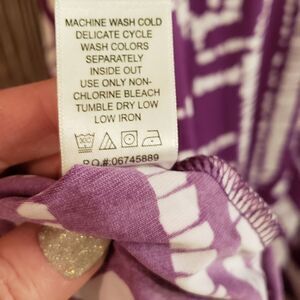 MACHINE WASH COLD
DELICATE CYCLE
WASH COLORS
SEPARATELY
INSIDE OUT
USE ONLY NON-
CHLORINE BLEACH
TUMBLE DRY LOW
LOW IRON
P.O.#:06745889